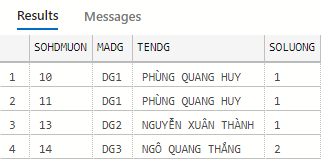 Results Messages
SOHDMUON MADG TENDG SOLUONG
1 10 DG1 PHÙNG QUANG HUY 1
2 11 DG1 PHÙNG QUANG HUY 1
3 13 DG2 NGUYỄN XUÂN THÀNH 1
4 14 DG3 NGÔ QUANG THẮNG 2